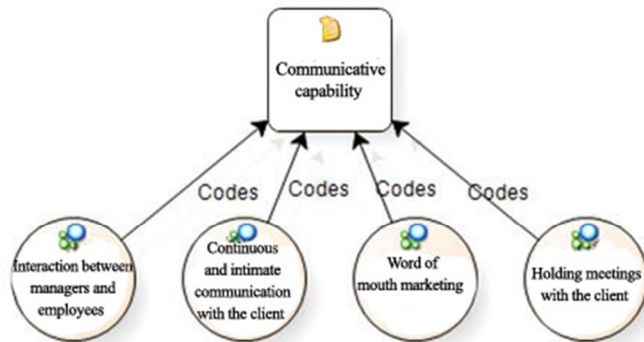 Communicative
capability
Codes
Codes
Codes
Codes
Interaction between
managers and
employees
Continuous
and intimate
communication
with the client
Word of
mouth marketing
Holding meetings
with the client